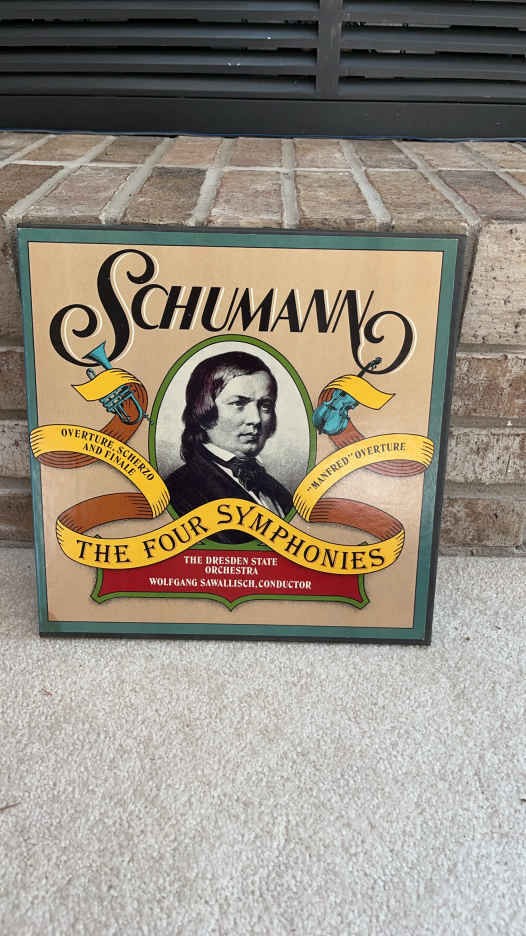 SCHUMANN
OVERTURE, SCHERZO
AND FINALE
"MANFRED" OVERTURE
THE FOUR SYMPHONIES
THE DRESDEN STATE
ORCHESTRA
WOLFGANG SAWALLISCH, CONDUCTOR